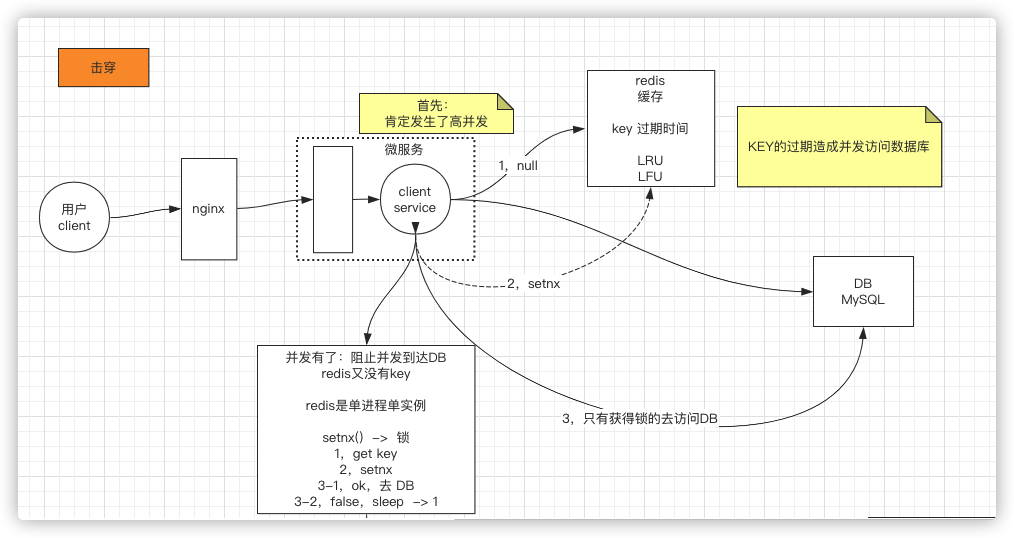 击穿
首先：
肯定发生了高并发
redis
缓存
key 过期时间
LRU
LFU
KEY的过期造成并发访问数据库
微服务
1，null
client
service
用户
client
nginx
2，setnx
DB
MySQL
并发有了：阻止并发到达DB
redis又没有key
redis是单进程单实例
setnx() -> 锁
1，get key
2，setnx
3-1，ok，去 DB
3-2，false，sleep -> 1
3，只有获得锁的去访问DB